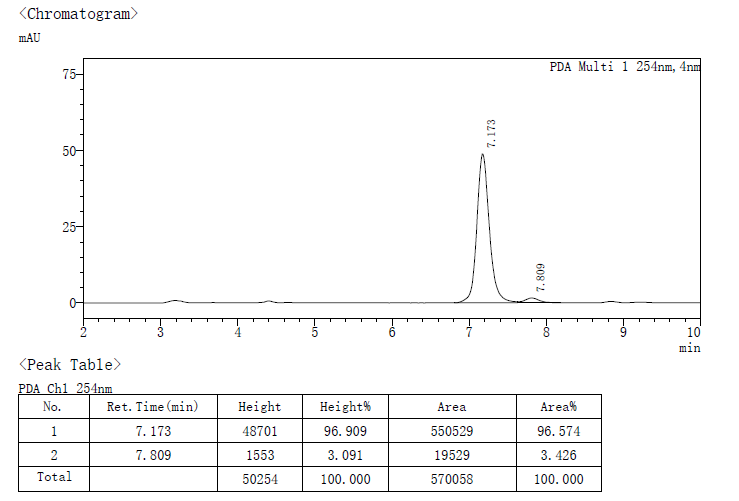 <Chromatogram>
mAU
PDA Multi 1 254nm,4nm
75
50
25
0
7.173
7.809
2 3 4 5 6 7 8 9 10
min
<Peak Table>
PDA Ch1 254nm
No. Ret.Time(min) Height Height% Area Area%
1 7.173 48701 96.909 550529 96.574
2 7.809 1553 3.091 19529 3.426
Total 50254 100.000 570058 100.000